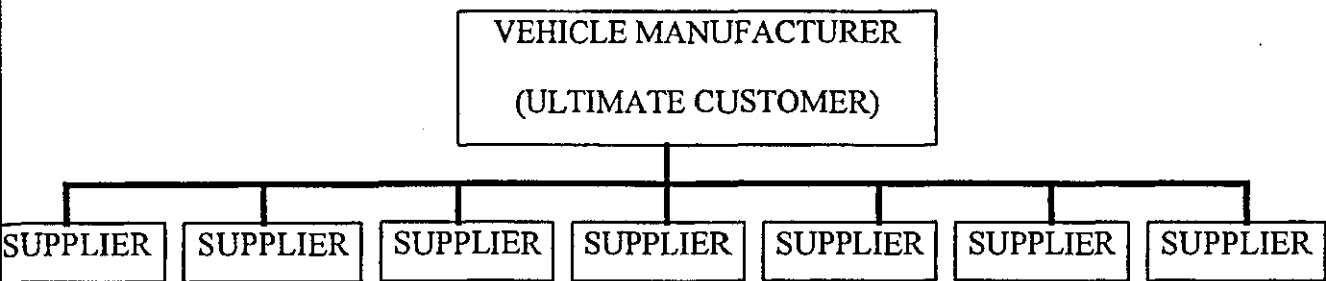 VEHICLE MANUFACTURER
(ULTIMATE CUSTOMER)
SUPPLIER SUPPLIER SUPPLIER SUPPLIER SUPPLIER SUPPLIER SUPPLIER